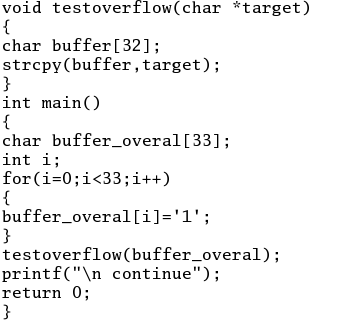 void testoverflow(char *target)
{
char buffer[32];
strcpy(buffer,target);
}
int main()
{
char buffer_overal[33];
int i;
for(i=0;i<33;i++)
{
buffer_overal[i]='1';
}
testoverflow(buffer_overal);
printf("\n continue");
return 0;
}